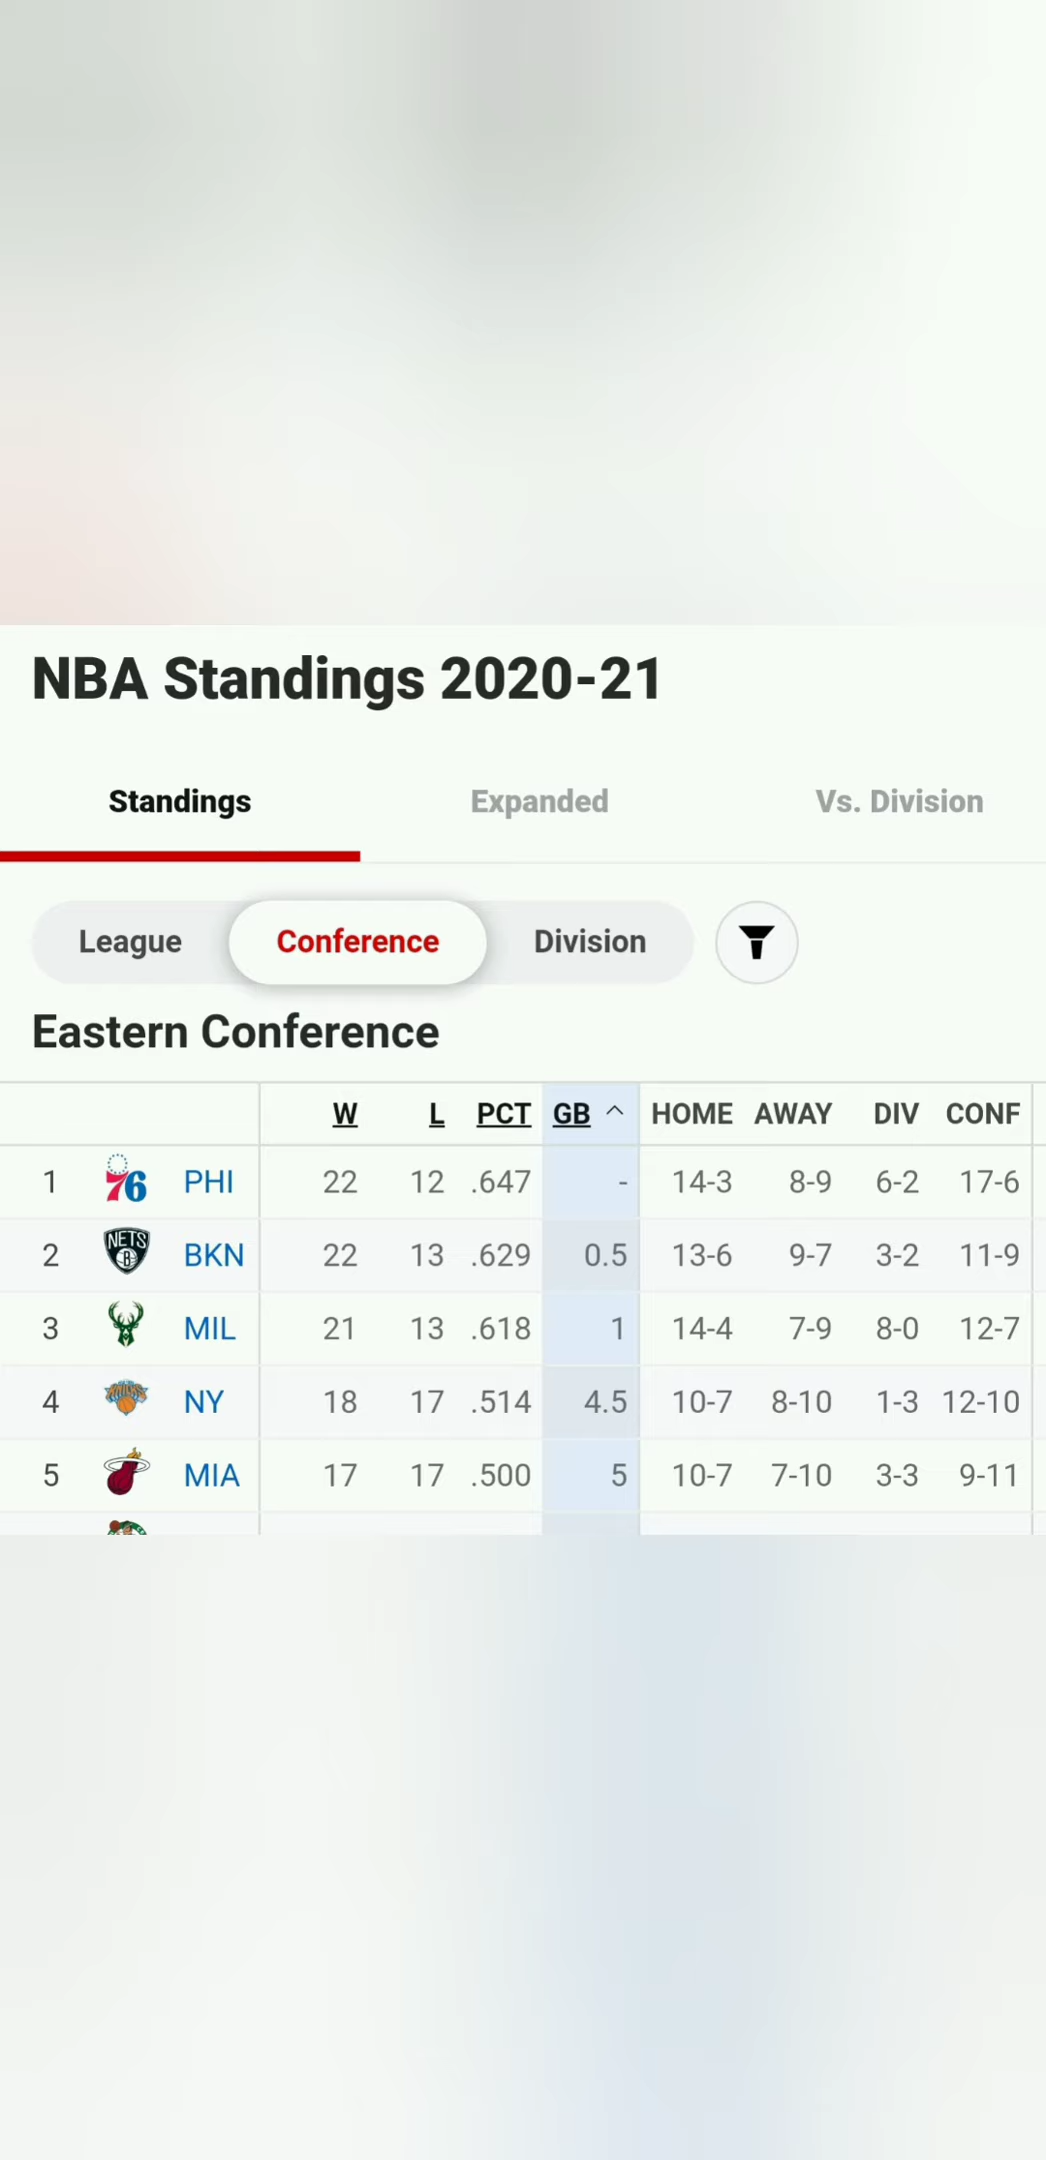 NBA Standings 2020-21
Standings Expanded Vs. Division
League Conference Division
Eastern Conference
W L PCT GB HOME AWAY DIV CONF
1 76 PHI 22 12 .647 - 14-3 8-9 6-2 17-6
2 NETS B BKN 22 13 .629 0.5 13-6 9-7 3-2 11-9
3 MIL 21 13 .618 1 14-4 7-9 8-0 12-7
4 KNICKS NY 18 17 .514 4.5 10-7 8-10 1-3 12-10
5 MIA 17 17 .500 5 10-7 7-10 3-3 9-11